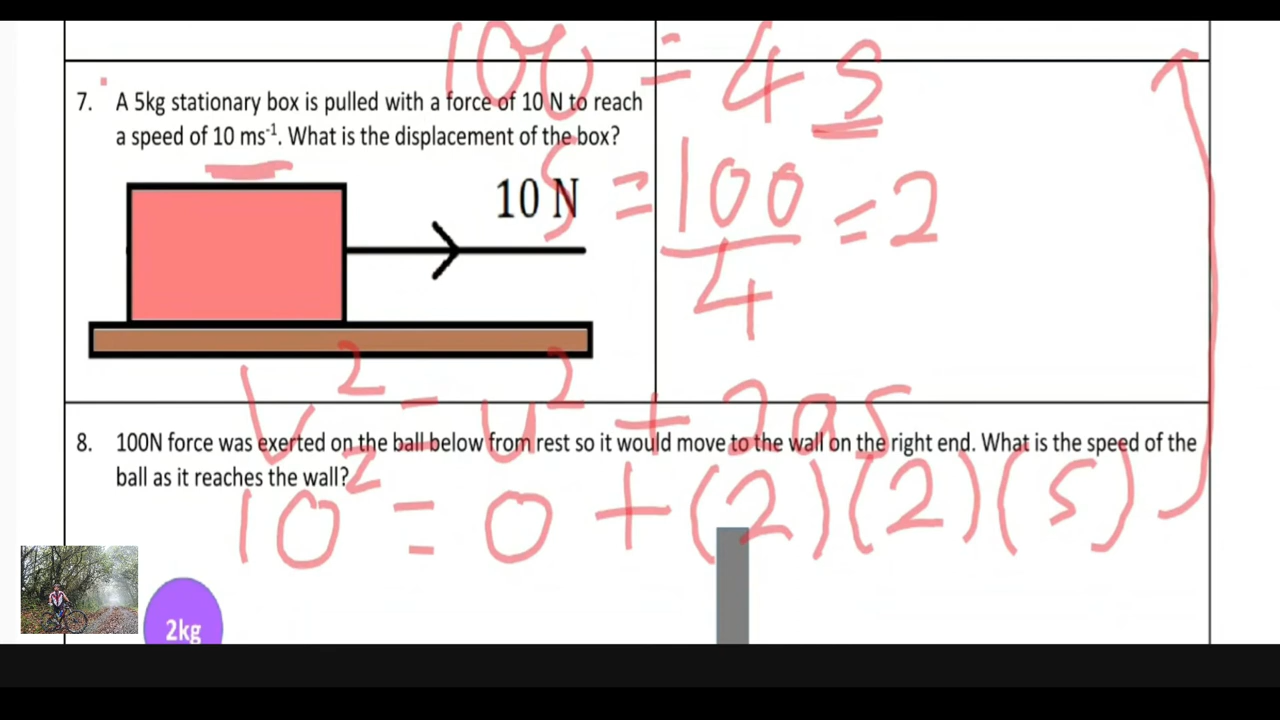 100 = 4s
7. A 5kg stationary box is pulled with a force of 10 N to reach
a speed of 10 ms⁻¹. What is the displacement of the box?
10 N
s = 100/4 = 2
v² = u² + 2as
8. 100N force was exerted on the ball below from rest so it would move to the wall on the right end. What is the speed of the
ball as it reaches the wall?
10² = 0 + (2)(2)(s)
2kg